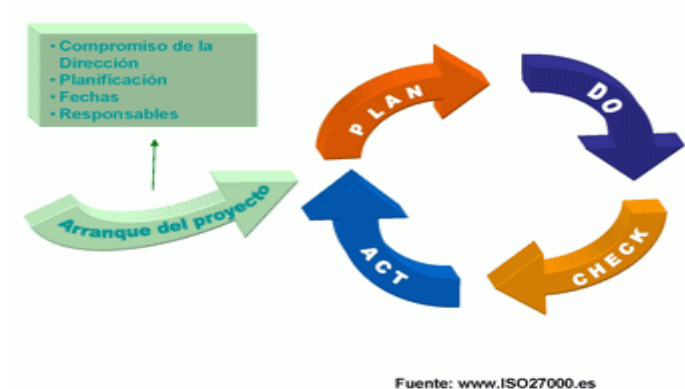 • Compromiso de la
Dirección
• Planificación
• Fechas
• Responsables
Arranque del proyecto
PLAN
DO
CHECK
ACT
Fuente: www.ISO27000.es